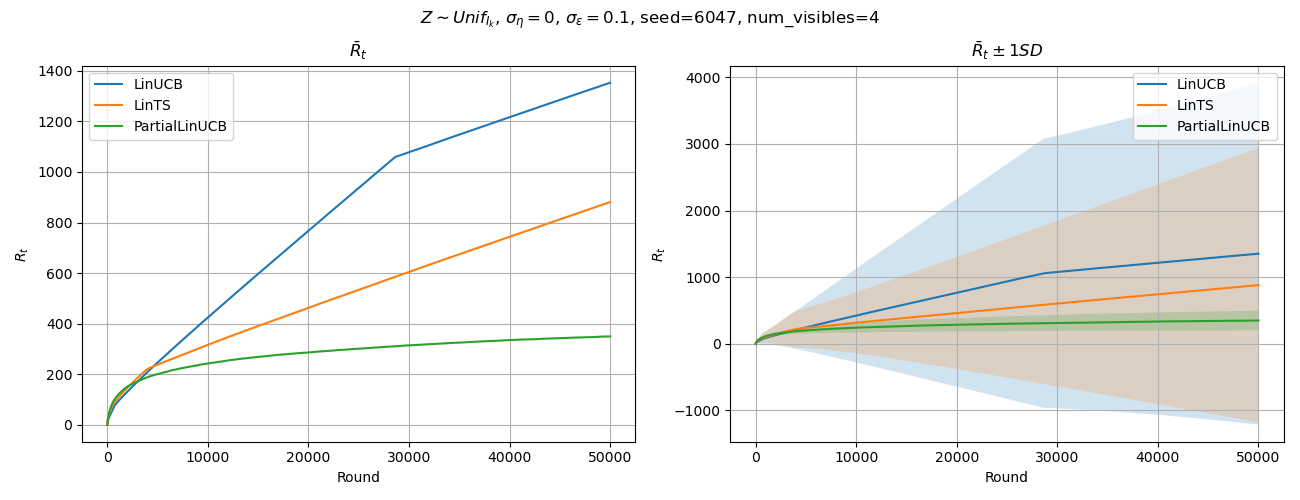 Z ∼ Unif_{I_k}, σ_η = 0, σ_ε = 0.1, seed=6047, num_visibles=4
R̄_t
1400
1200
1000
800
600
400
200
0
R_t
LinUCB
LinTS
PartialLinUCB
0 10000 20000 30000 40000 50000
Round
R̄_t ± 1SD
4000
3000
2000
1000
0
−1000
R_t
LinUCB
LinTS
PartialLinUCB
0 10000 20000 30000 40000 50000
Round